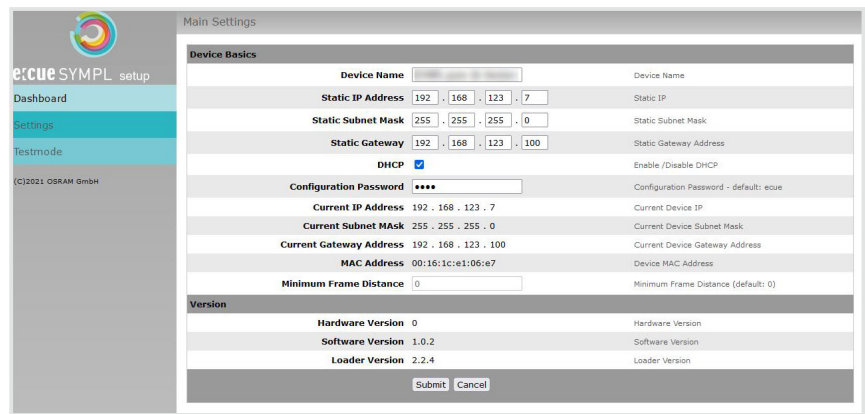 Main Settings
e:cue SYMPL setup
Dashboard
Settings
Testmode
(C)2021 OSRAM GmbH
Device Basics
Device Name Device Name
Static IP Address 192 . 168 . 123 . 7 Static IP
Static Subnet Mask 255 . 255 . 255 . 0 Static Subnet Mask
Static Gateway 192 . 168 . 123 . 100 Static Gateway Address
DHCP Enable /Disable DHCP
Configuration Password •••• Configuration Password - default: ecue
Current IP Address 192 . 168 . 123 . 7 Current Device IP
Current Subnet MAsk 255 . 255 . 255 . 0 Current Device Subnet Mask
Current Gateway Address 192 . 168 . 123 . 100 Current Device Gateway Address
MAC Address 00:16:1c:e1:06:e7 Device MAC Address
Minimum Frame Distance 0 Minimum Frame Distance (default: 0)
Version
Hardware Version 0 Hardware Version
Software Version 1.0.2 Software Version
Loader Version 2.2.4 Loader Version
Submit Cancel